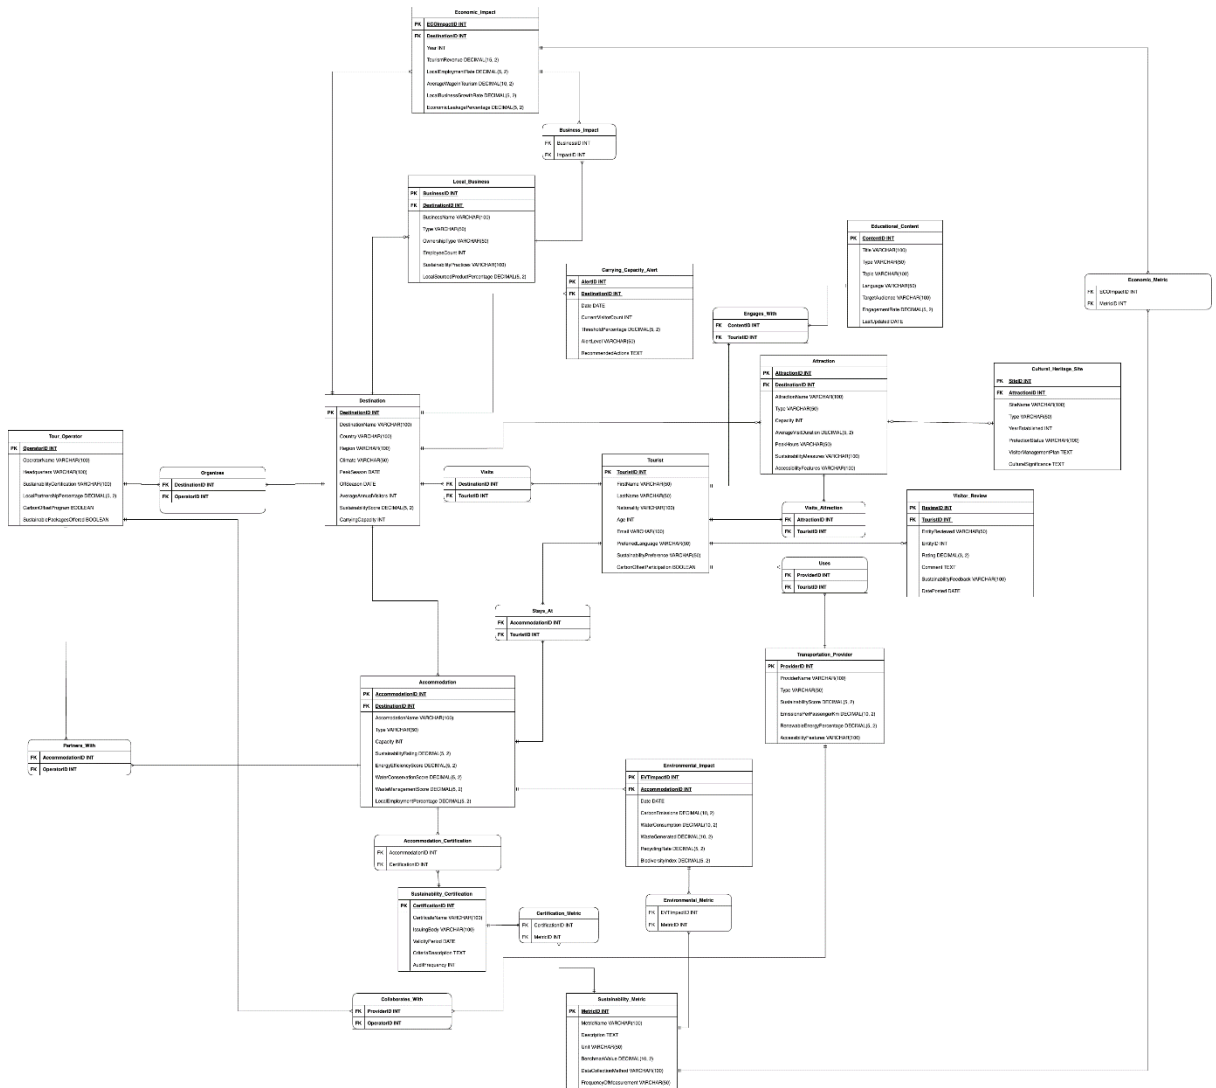 Economic_Impact
PK ECOImpactID INT
FK DestinationID INT
Year INT
TourismRevenue DECIMAL(15, 2)
LocalEmploymentRate DECIMAL(5, 2)
AverageWageInTourism DECIMAL(10, 2)
LocalBusinessGrowthRate DECIMAL(5, 2)
EconomicLeakagePercentage DECIMAL(5, 2)
Business_Impact
FK BusinessID INT
FK ImpactID INT
Local_Business
PK BusinessID INT
FK DestinationID INT
BusinessName VARCHAR(100)
Type VARCHAR(50)
OwnershipType VARCHAR(50)
EmployeeCount INT
SustainabilityPractices VARCHAR(100)
LocalSourcedProductPercentage DECIMAL(5, 2)
Educational_Content
PK ContentID INT
Title VARCHAR(100)
Type VARCHAR(50)
Topic VARCHAR(100)
Language VARCHAR(50)
TargetAudience VARCHAR(100)
EngagementRate DECIMAL(5, 2)
LastUpdated DATE
Carrying_Capacity_Alert
PK AlertID INT
FK DestinationID INT
Date DATE
CurrentVisitorCount INT
ThresholdPercentage DECIMAL(5, 2)
AlertLevel VARCHAR(50)
RecommendedActions TEXT
Economic_Metric
FK ECOImpactID INT
FK MetricID INT
Engages_With
FK ContentID INT
FK TouristID INT
Attraction
PK AttractionID INT
FK DestinationID INT
AttractionName VARCHAR(100)
Type VARCHAR(50)
Capacity INT
AverageVisitDuration DECIMAL(5, 2)
PeakHours VARCHAR(50)
SustainabilityMeasures VARCHAR(100)
AccessibilityFeatures VARCHAR(100)
Cultural_Heritage_Site
PK SiteID INT
FK AttractionID INT
SiteName VARCHAR(100)
Type VARCHAR(50)
YearEstablished INT
ProtectionStatus VARCHAR(100)
VisitorManagementPlan TEXT
CulturalSignificance TEXT
Destination
PK DestinationID INT
DestinationName VARCHAR(100)
Country VARCHAR(100)
Region VARCHAR(100)
Climate VARCHAR(50)
PeakSeason DATE
OffSeason DATE
AverageAnnualVisitors INT
SustainabilityScore DECIMAL(5, 2)
CarryingCapacity INT
Tour_Operator
PK OperatorID INT
OperatorName VARCHAR(100)
Headquarters VARCHAR(100)
SustainabilityCertification VARCHAR(100)
LocalPartnershipPercentage DECIMAL(5, 2)
CarbonOffsetProgram BOOLEAN
SustainablePackagesOffered BOOLEAN
Organizes
FK DestinationID INT
FK OperatorID INT
Visits
FK DestinationID INT
FK TouristID INT
Tourist
PK TouristID INT
FirstName VARCHAR(50)
LastName VARCHAR(50)
Nationality VARCHAR(100)
Age INT
Email VARCHAR(100)
PreferredLanguage VARCHAR(50)
SustainabilityPreference VARCHAR(50)
CarbonOffsetParticipation BOOLEAN
Visits_Attraction
FK AttractionID INT
FK TouristID INT
Visitor_Review
PK ReviewID INT
FK TouristID INT
EntityReviewed VARCHAR(50)
EntityID INT
Rating DECIMAL(3, 2)
Comment TEXT
SustainabilityFeedback VARCHAR(100)
DatePosted DATE
Uses
FK ProviderID INT
FK TouristID INT
Stays_At
FK AccommodationID INT
FK TouristID INT
Transportation_Provider
PK ProviderID INT
ProviderName VARCHAR(100)
Type VARCHAR(50)
SustainabilityScore DECIMAL(5, 2)
EmissionsPerPassengerKm DECIMAL(10, 2)
RenewableEnergyPercentage DECIMAL(5, 2)
AccessibilityFeatures VARCHAR(100)
Accommodation
PK AccommodationID INT
FK DestinationID INT
AccomodationName VARCHAR(100)
Type VARCHAR(50)
Capacity INT
SustainabilityRating DECIMAL(5, 2)
EnergyEfficiencyScore DECIMAL(5, 2)
WaterConservationScore DECIMAL(5, 2)
WasteManagementScore DECIMAL(5, 2)
LocalEmploymentPercentage DECIMAL(5, 2)
Partners_With
FK AccommodationID INT
FK OperatorID INT
Environmental_Impact
PK EVTImpactID INT
FK AccommodationID INT
Date DATE
CarbonEmissions DECIMAL(10, 2)
WaterConsumption DECIMAL(10, 2)
WasteGenerated DECIMAL(10, 2)
RecyclingRate DECIMAL(5, 2)
BiodiversityIndex DECIMAL(5, 2)
Accommodation_Certification
FK AccommodationID INT
FK CertificationID INT
Sustainability_Certification
PK CertificationID INT
CertificateName VARCHAR(100)
IssuingBody VARCHAR(100)
ValidityPeriod DATE
CriteriaDescription TEXT
AuditFrequency INT
Certification_Metric
FK CertificationID INT
FK MetricID INT
Environmental_Metric
FK EVTImpactID INT
FK MetricID INT
Collaborates_With
FK ProviderID INT
FK OperatorID INT
Sustainability_Metric
PK MetricID INT
MetricName VARCHAR(100)
Description TEXT
Unit VARCHAR(50)
BenchmarkValue DECIMAL(10, 2)
DataCollectionMethod VARCHAR(100)
FrequencyOfMeasurement VARCHAR(50)